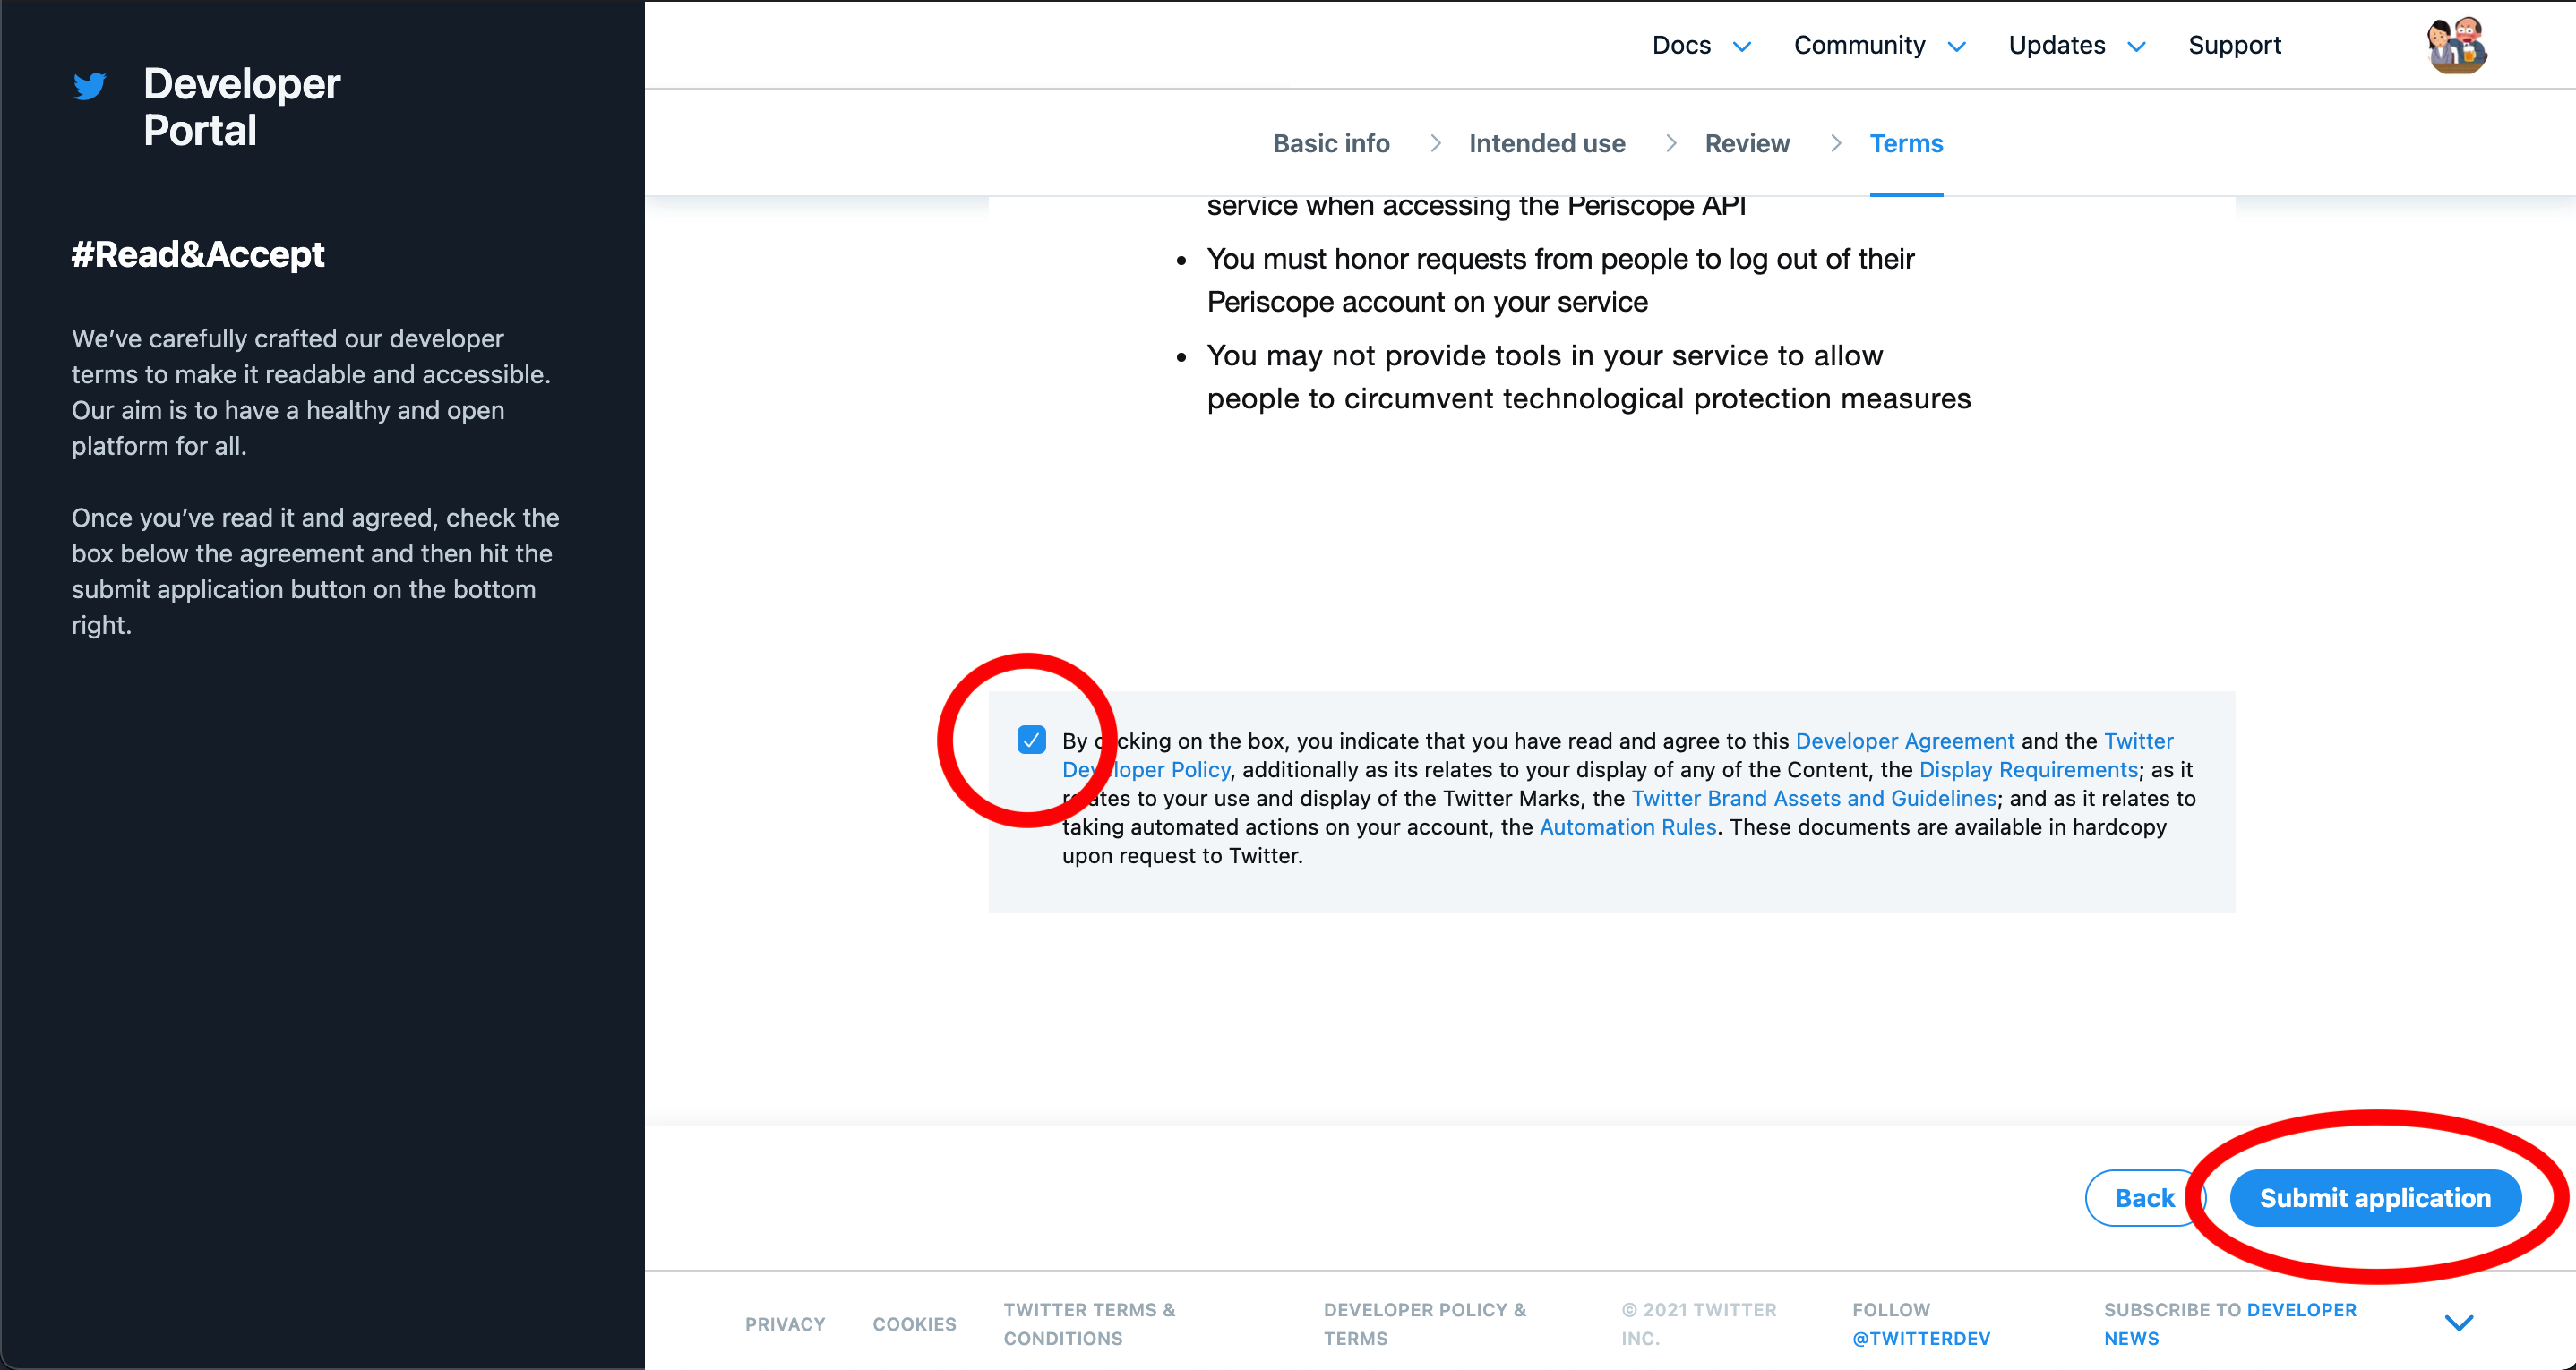 Developer
Portal
Docs
Community
Updates
Support
Basic info
Intended use
Review
Terms
#Read&Accept
We’ve carefully crafted our developer
terms to make it readable and accessible.
Our aim is to have a healthy and open
platform for all.
Once you’ve read it and agreed, check the
box below the agreement and then hit the
submit application button on the bottom
right.
service when accessing the Periscope API
• You must honor requests from people to log out of their
Periscope account on your service
• You may not provide tools in your service to allow
people to circumvent technological protection measures
By clicking on the box, you indicate that you have read and agree to this Developer Agreement and the Twitter
Developer Policy, additionally as its relates to your display of any of the Content, the Display Requirements; as it
relates to your use and display of the Twitter Marks, the Twitter Brand Assets and Guidelines; and as it relates to
taking automated actions on your account, the Automation Rules. These documents are available in hardcopy
upon request to Twitter.
Back
Submit application
PRIVACY
COOKIES
TWITTER TERMS &
CONDITIONS
DEVELOPER POLICY &
TERMS
© 2021 TWITTER
INC.
FOLLOW
@TWITTERDEV
SUBSCRIBE TO DEVELOPER
NEWS